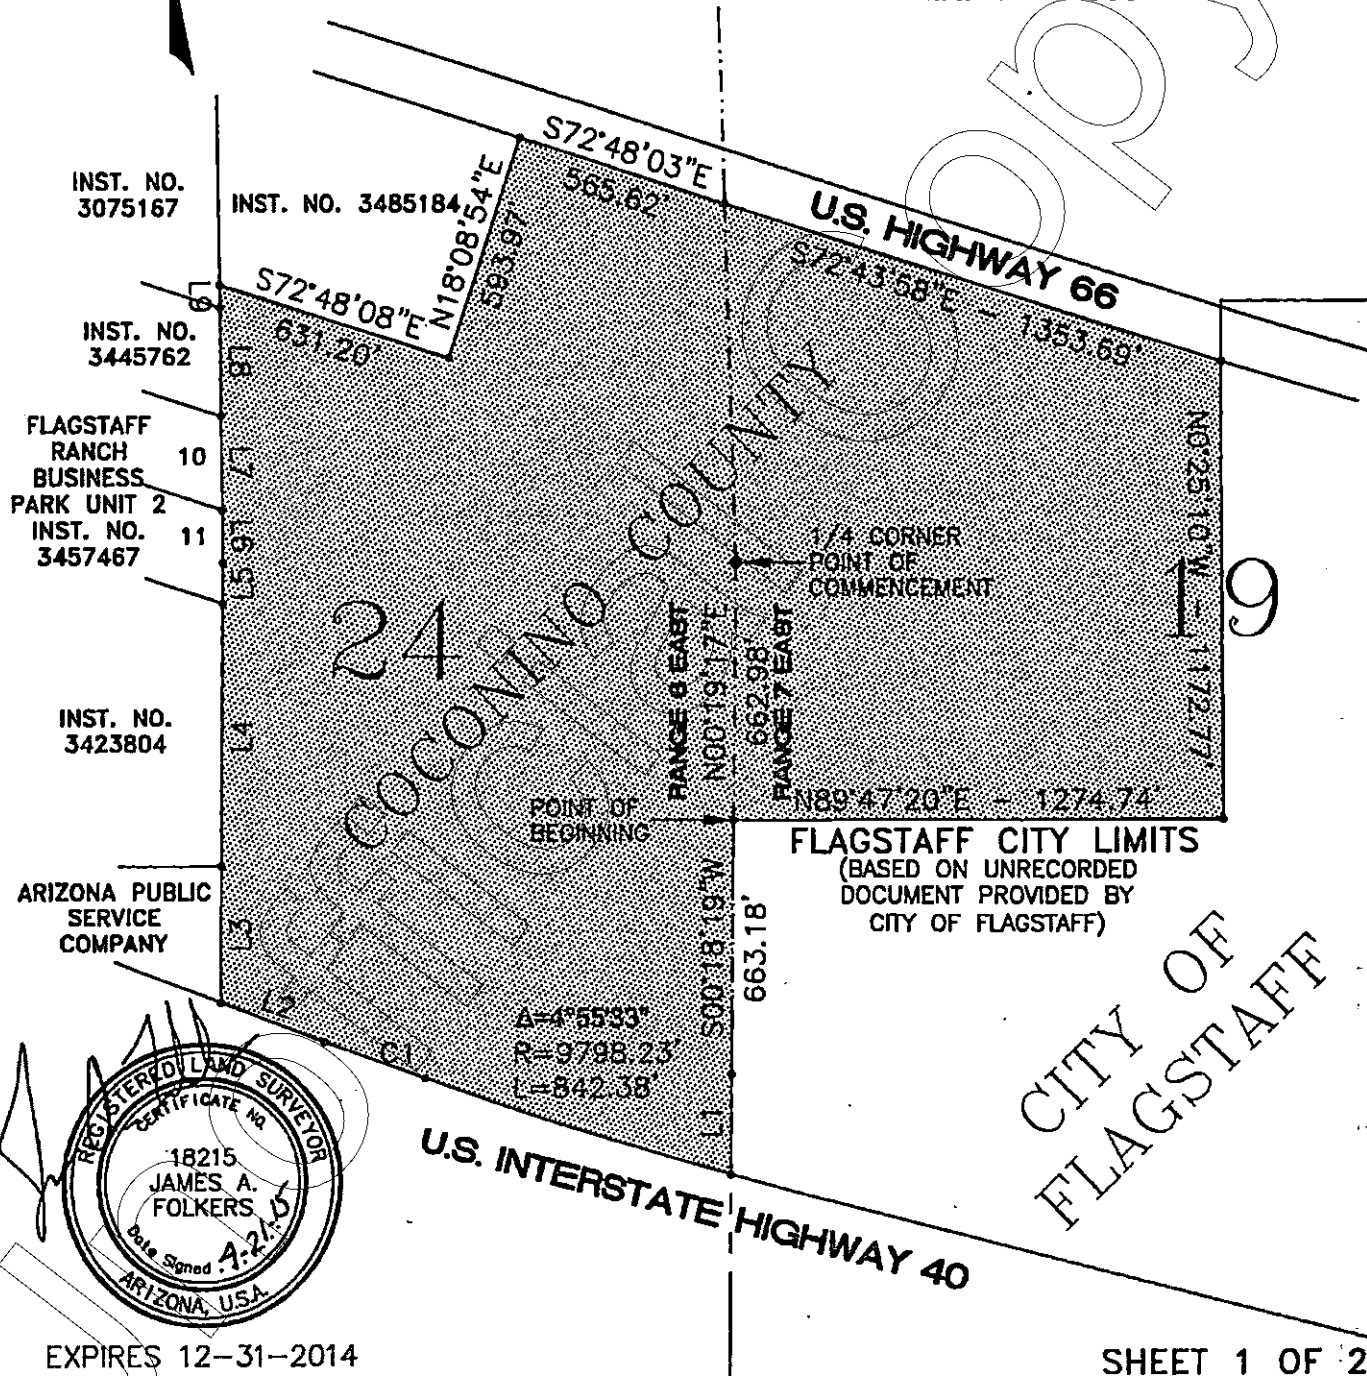 S72°48'03"E
565.62'
U.S. HIGHWAY 66
S72°43'58"E - 1353.69'
INST. NO.
3075167
INST. NO. 3485184
N18°08'54"E
593.97'
S72°48'08"E
631.20'
L9
INST. NO.
3445762
L8
FLAGSTAFF
RANCH
BUSINESS
PARK UNIT 2
INST. NO.
3457467
10
11
L7
L6
L5
N0°25'10"W - 1172.77'
1/4 CORNER
POINT OF
COMMENCEMENT
24
19
COCONINO COUNTY
RANGE 6 EAST
N00°19'17"E
662.98'
RANGE 7 EAST
INST. NO.
3423804
L4
POINT OF
BEGINNING
N89°47'20"E - 1274.74'
FLAGSTAFF CITY LIMITS
(BASED ON UNRECORDED
DOCUMENT PROVIDED BY
CITY OF FLAGSTAFF)
ARIZONA PUBLIC
SERVICE
COMPANY
L3
S00°18'19"W
663.18'
CITY OF
FLAGSTAFF
L2
C1
Δ=4°55'33"
R=9798.23'
L=842.38'
L1
U.S. INTERSTATE HIGHWAY 40
REGISTERED LAND SURVEYOR
CERTIFICATE NO.
18215
JAMES A.
FOLKERS
Date Signed
ARIZONA, U.S.A.
EXPIRES 12-31-2014
SHEET 1 OF 2